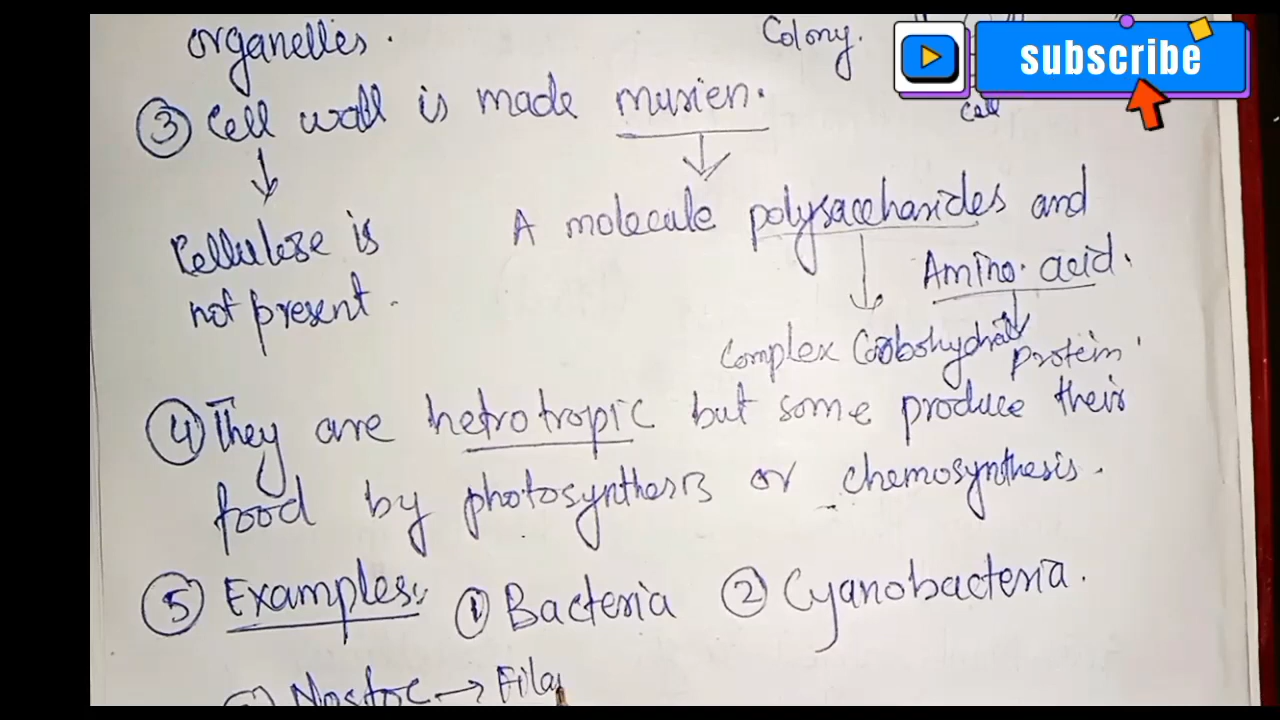 organelles.
Colony.
subscribe
cell
③ Cell wall is made murien.
Cellulose is
not present.
A molecule polysaccharides and
Amino. acid.
Complex Carbohydrat
protein.
④ They are hetrotropic but some produce their
food by photosynthesis or chemosynthesis.
⑤ Examples: ① Bacteria ② Cyanobacteria.
Nostoc → Fila